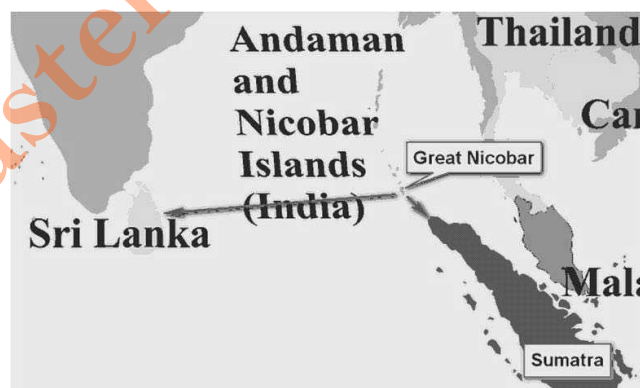 Andaman
and
Nicobar
Islands
(India)
Thailand
Great Nicobar
Sri Lanka
Sumatra